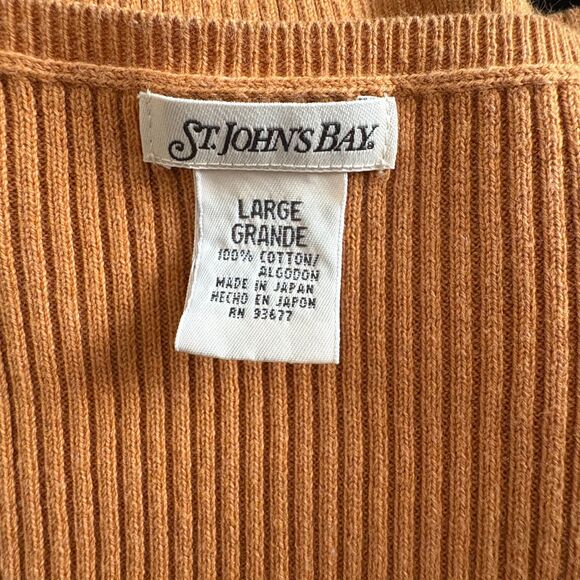 ST. JOHN'S BAY®
LARGE
GRANDE
100% COTTON/
ALGODON
MADE IN JAPAN
HECHO EN JAPON
RN 93677